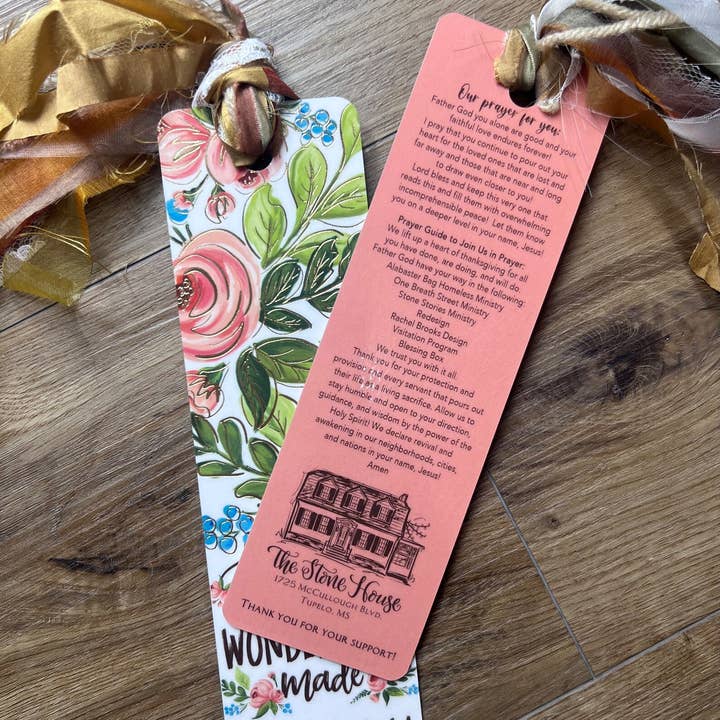 Our prayer for you:
Father God you alone are good and your
faithful love endures forever!
I pray that you continue to pour out your
heart for the loved ones that are lost and
far away and those that are near and long
to draw even closer to you!
Lord bless and keep this very one that
reads this and fill them with overwhelming
incomprehensible peace! Let them know
you on a deeper level in your name, Jesus!
Prayer Guide to Join Us in Prayer:
We lift up a heart of thanksgiving for all
you have done, are doing, and will do.
Father God have your way in the following:
Alabaster Bag Homeless Ministry
One Breath Street Ministry
Stone Stories Ministry
Redesign
Rachel Brooks Design
Visitation Program
Blessing Box
We trust you with it all.
Thank you for your protection and
provision and every servant that pours out
their life as a living sacrifice. Allow us to
stay humble and open to your direction,
guidance, and wisdom by the power of the
Holy Spirit! We declare revival and
awakening in our neighborhoods, cities,
and nations in your name, Jesus!
Amen
The Stone House
1725 McCullough Blvd.
Tupelo, MS
Thank you for your support!
made